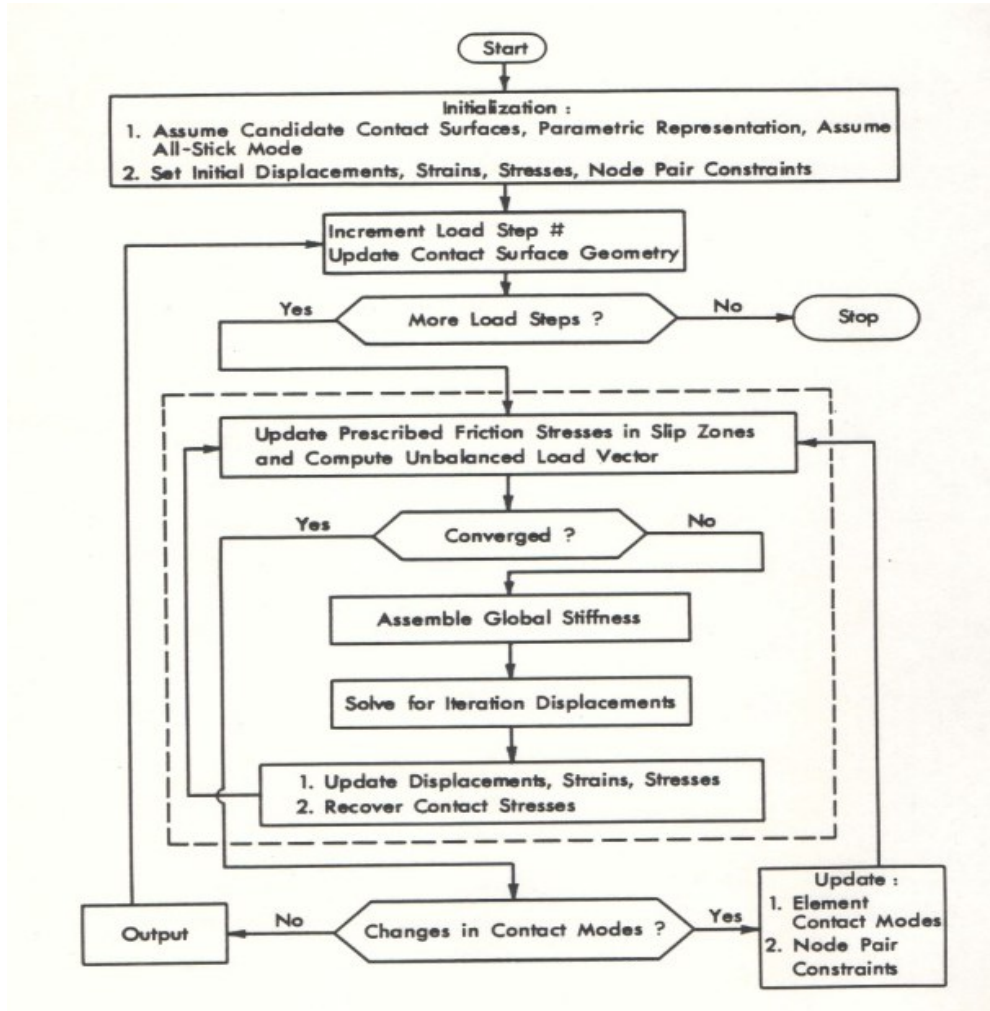 Start
Initialization :
1. Assume Candidate Contact Surfaces, Parametric Representation, Assume
All-Stick Mode
2. Set Initial Displacements, Strains, Stresses, Node Pair Constraints
Increment Load Step #
Update Contact Surface Geometry
Yes
More Load Steps ?
No
Stop
Update Prescribed Friction Stresses in Slip Zones
and Compute Unbalanced Load Vector
Yes
Converged ?
No
Assemble Global Stiffness
Solve for Iteration Displacements
1. Update Displacements, Strains, Stresses
2. Recover Contact Stresses
Output
No
Changes in Contact Modes ?
Yes
Update :
1. Element
Contact Modes
2. Node Pair
Constraints